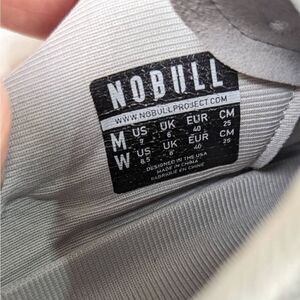 NOBULL
WWW.NOBULLPROJECT.COM
M US UK EUR CM
7 6 40 25
W US UK EUR CM
8.5 6 40 25
DESIGNED IN THE USA
MADE IN CHINA
FABRIQUÉ EN CHINE